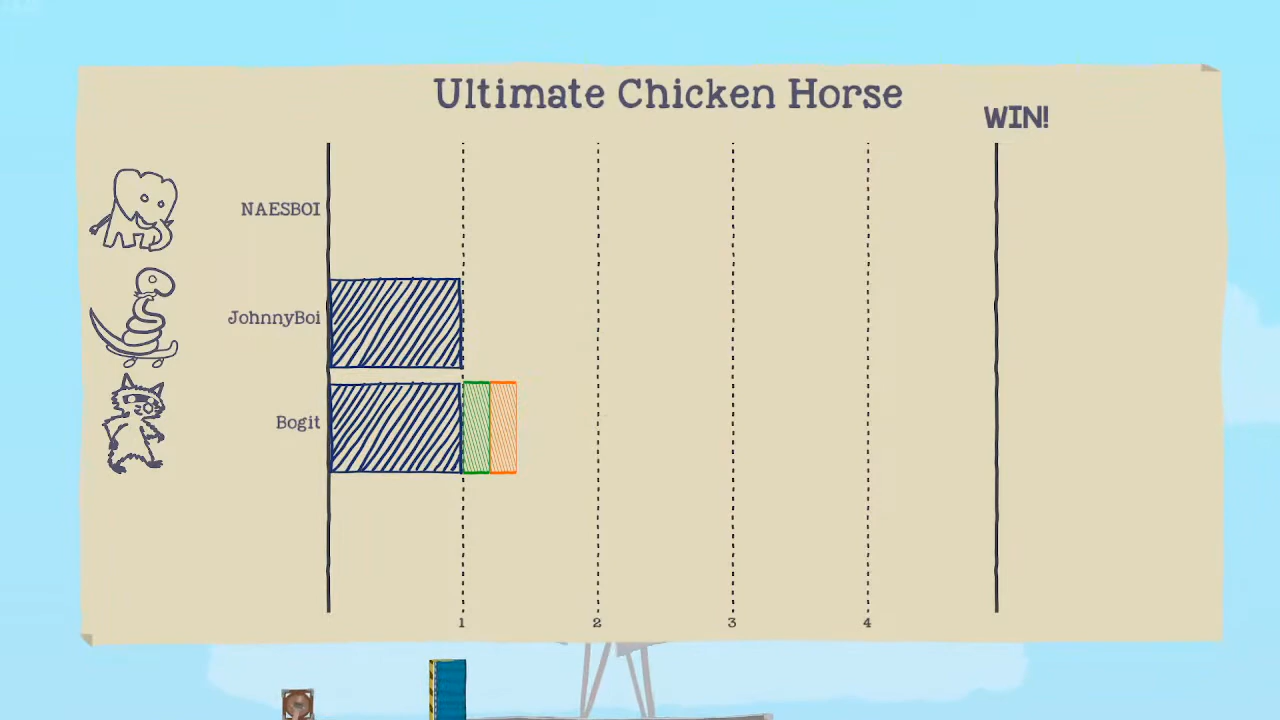 Ultimate Chicken Horse
WIN!
NAESBOI
JohnnyBoi
Bogit
1 2 3 4